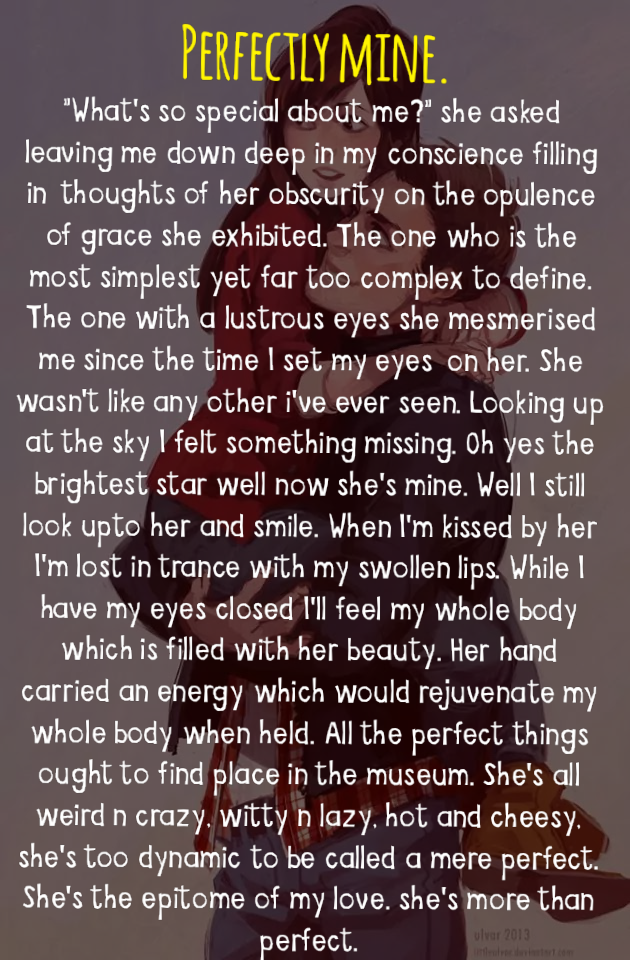 Perfectly mine.
"What's so special about me?" she asked
leaving me down deep in my conscience filling
in thoughts of her obscurity on the opulence
of grace she exhibited. The one who is the
most simplest yet far too complex to define.
The one with a lustrous eyes she mesmerised
me since the time I set my eyes on her. She
wasn't like any other i've ever seen. Looking up
at the sky I felt something missing. Oh yes the
brightest star well now she's mine. Well I still
look upto her and smile. When I'm kissed by her
I'm lost in trance with my swollen lips. While I
have my eyes closed I'll feel my whole body
which is filled with her beauty. Her hand
carried an energy which would rejuvenate my
whole body when held. All the perfect things
ought to find place in the museum. She's all
weird n crazy, witty n lazy, hot and cheesy,
she's too dynamic to be called a mere perfect.
She's the epitome of my love. she's more than
perfect.
ulvar 2013